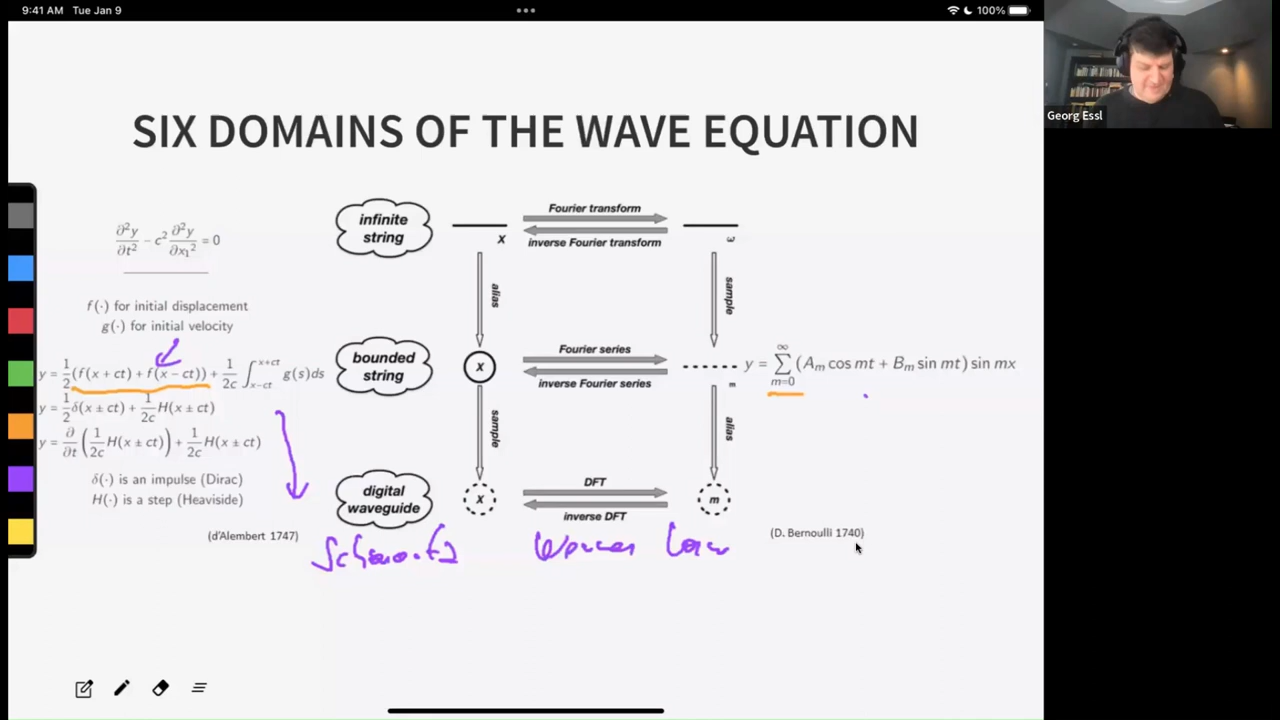 9:41 AM Tue Jan 9
100%
Georg Essl
SIX DOMAINS OF THE WAVE EQUATION
∂²y/∂t² − c² ∂²y/∂x₁² = 0
f(·) for initial displacement
g(·) for initial velocity
y = 1/2 (f(x + ct) + f(x − ct)) + 1/2c ∫_{x−ct}^{x+ct} g(s)ds
y = 1/2 δ(x ± ct) + 1/2c H(x ± ct)
y = ∂/∂t (1/2c H(x ± ct)) + 1/2c H(x ± ct)
δ(·) is an impulse (Dirac)
H(·) is a step (Heaviside)
(d'Alembert 1747)
infinite
string
x
Fourier transform
inverse Fourier transform
ω
alias
sample
bounded
string
x
Fourier series
inverse Fourier series
m
y = ∑_{m=0}^{∞} (Aₘ cos mt + Bₘ sin mt) sin mx
sample
alias
digital
waveguide
x
DFT
inverse DFT
m
(D. Bernoulli 1740)